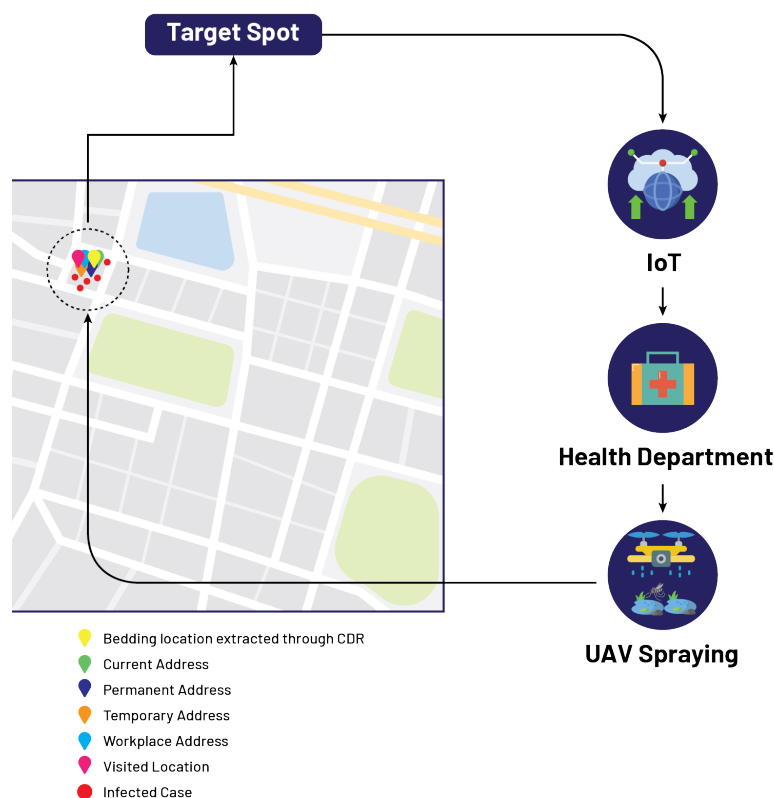 Target Spot
IoT
Health Department
UAV Spraying
Bedding location extracted through CDR
Current Address
Permanent Address
Temporary Address
Workplace Address
Visited Location
Infected Case